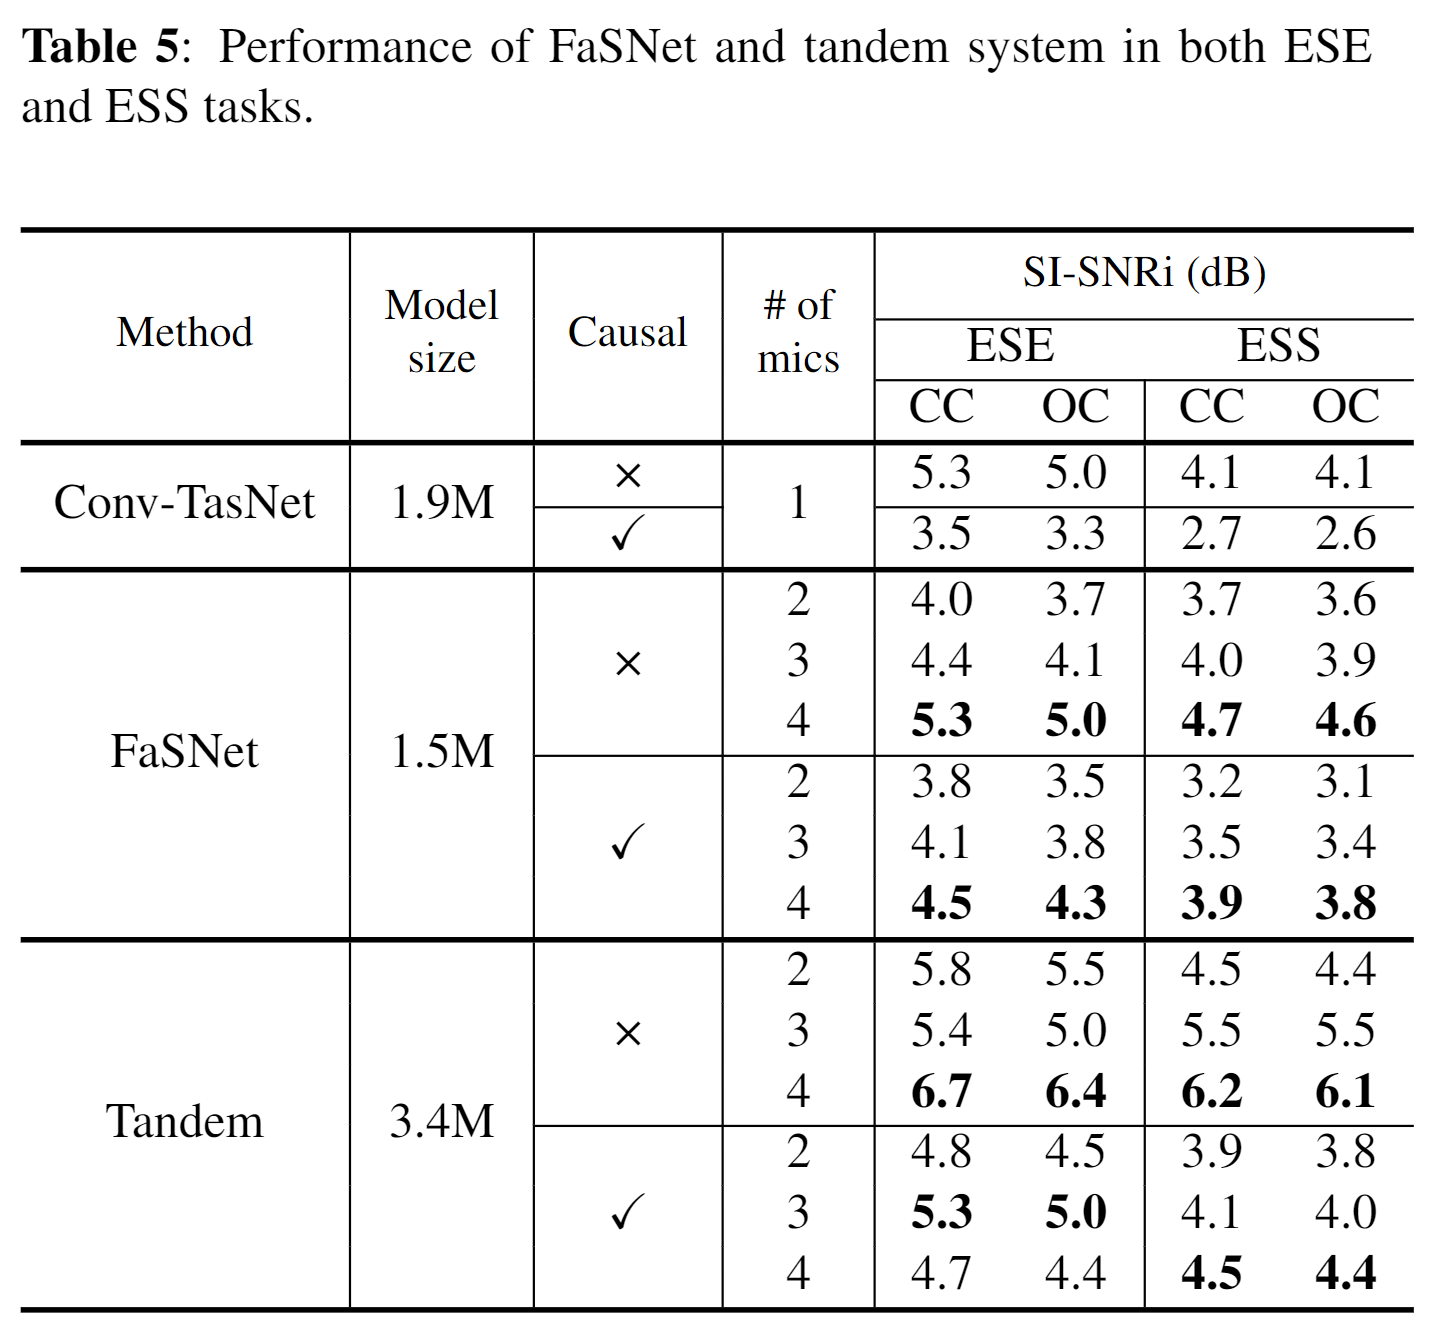 Table 5: Performance of FaSNet and tandem system in both ESE
and ESS tasks.
Method Model size Causal # of mics SI-SNRi (dB)
ESE ESS
CC OC CC OC
Conv-TasNet 1.9M × 1 5.3 5.0 4.1 4.1
✓ 3.5 3.3 2.7 2.6
FaSNet 1.5M × 2 4.0 3.7 3.7 3.6
3 4.4 4.1 4.0 3.9
4 5.3 5.0 4.7 4.6
✓ 2 3.8 3.5 3.2 3.1
3 4.1 3.8 3.5 3.4
4 4.5 4.3 3.9 3.8
Tandem 3.4M × 2 5.8 5.5 4.5 4.4
3 5.4 5.0 5.5 5.5
4 6.7 6.4 6.2 6.1
✓ 2 4.8 4.5 3.9 3.8
3 5.3 5.0 4.1 4.0
4 4.7 4.4 4.5 4.4